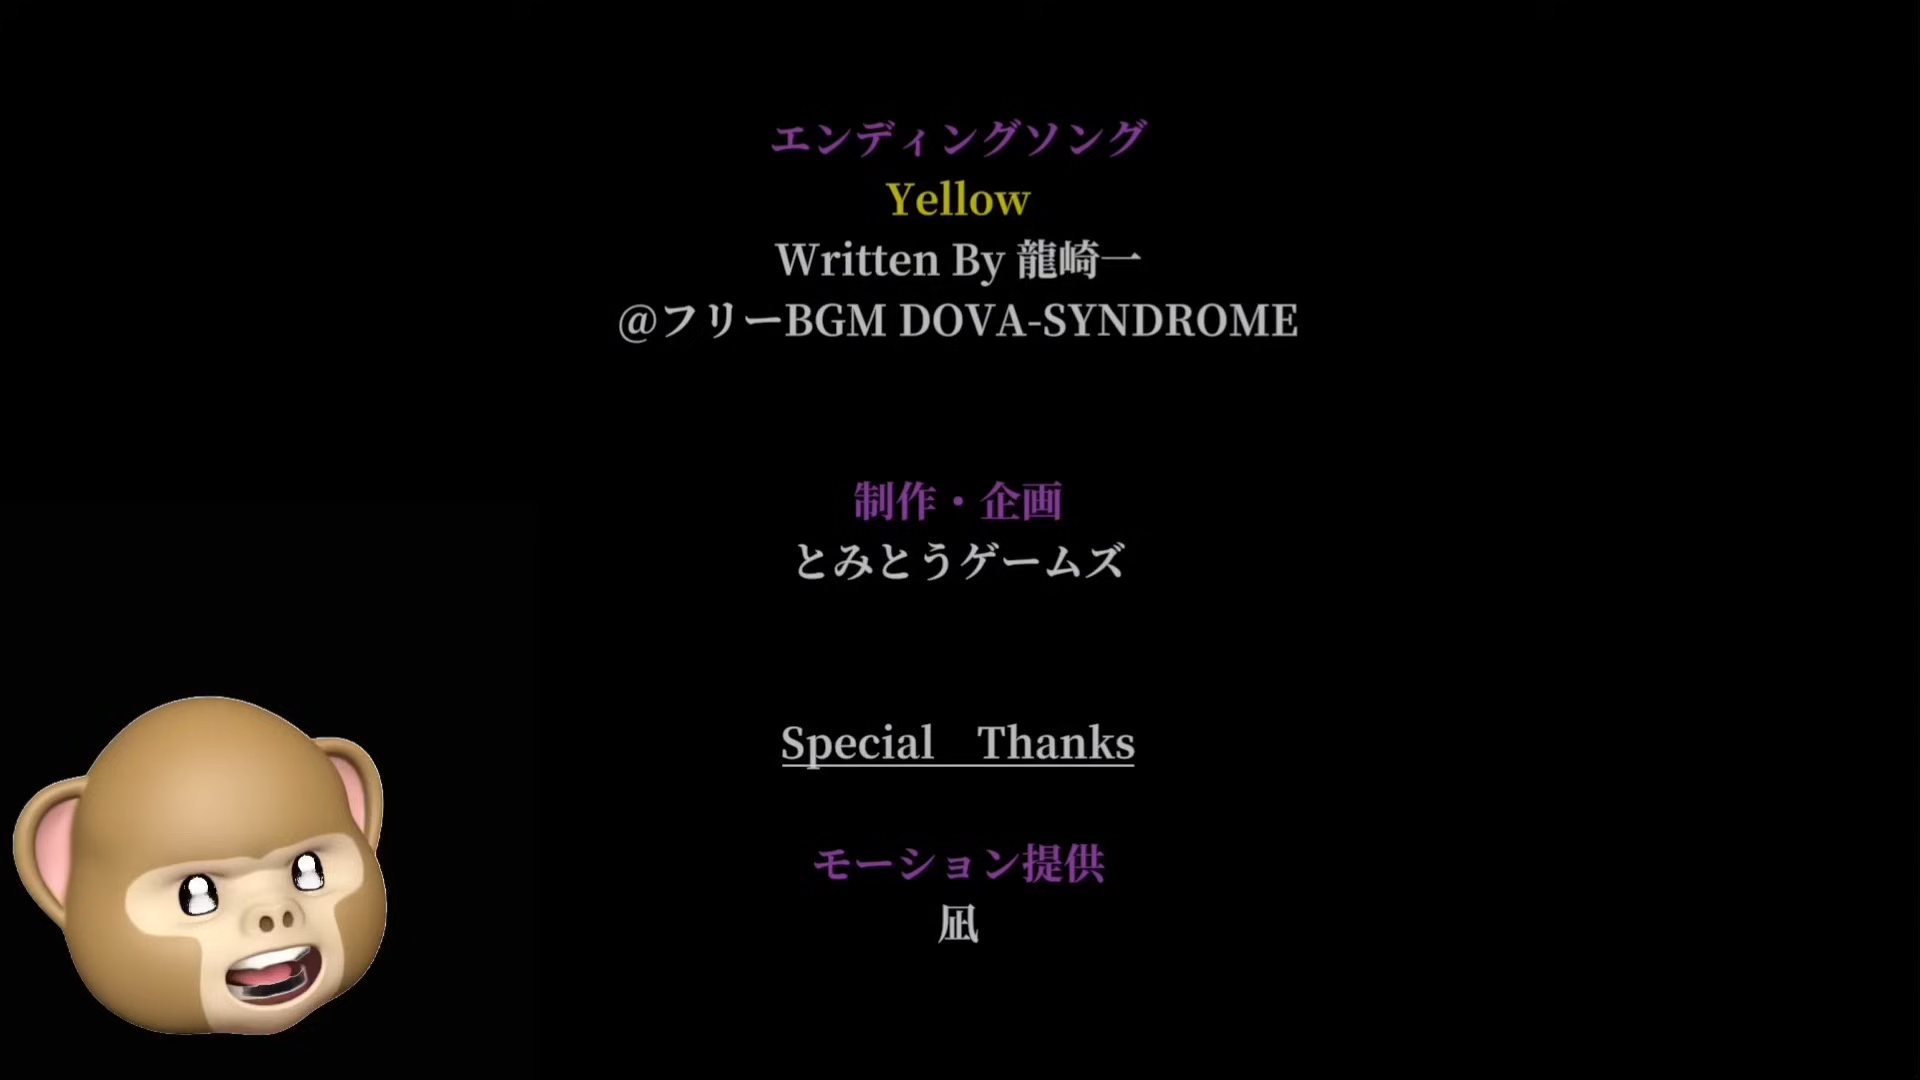 エンディングソング
Yellow
Written By 龍崎一
@フリーBGM DOVA-SYNDROME
制作・企画
とみとうゲームズ
Special　Thanks
モーション提供
凪